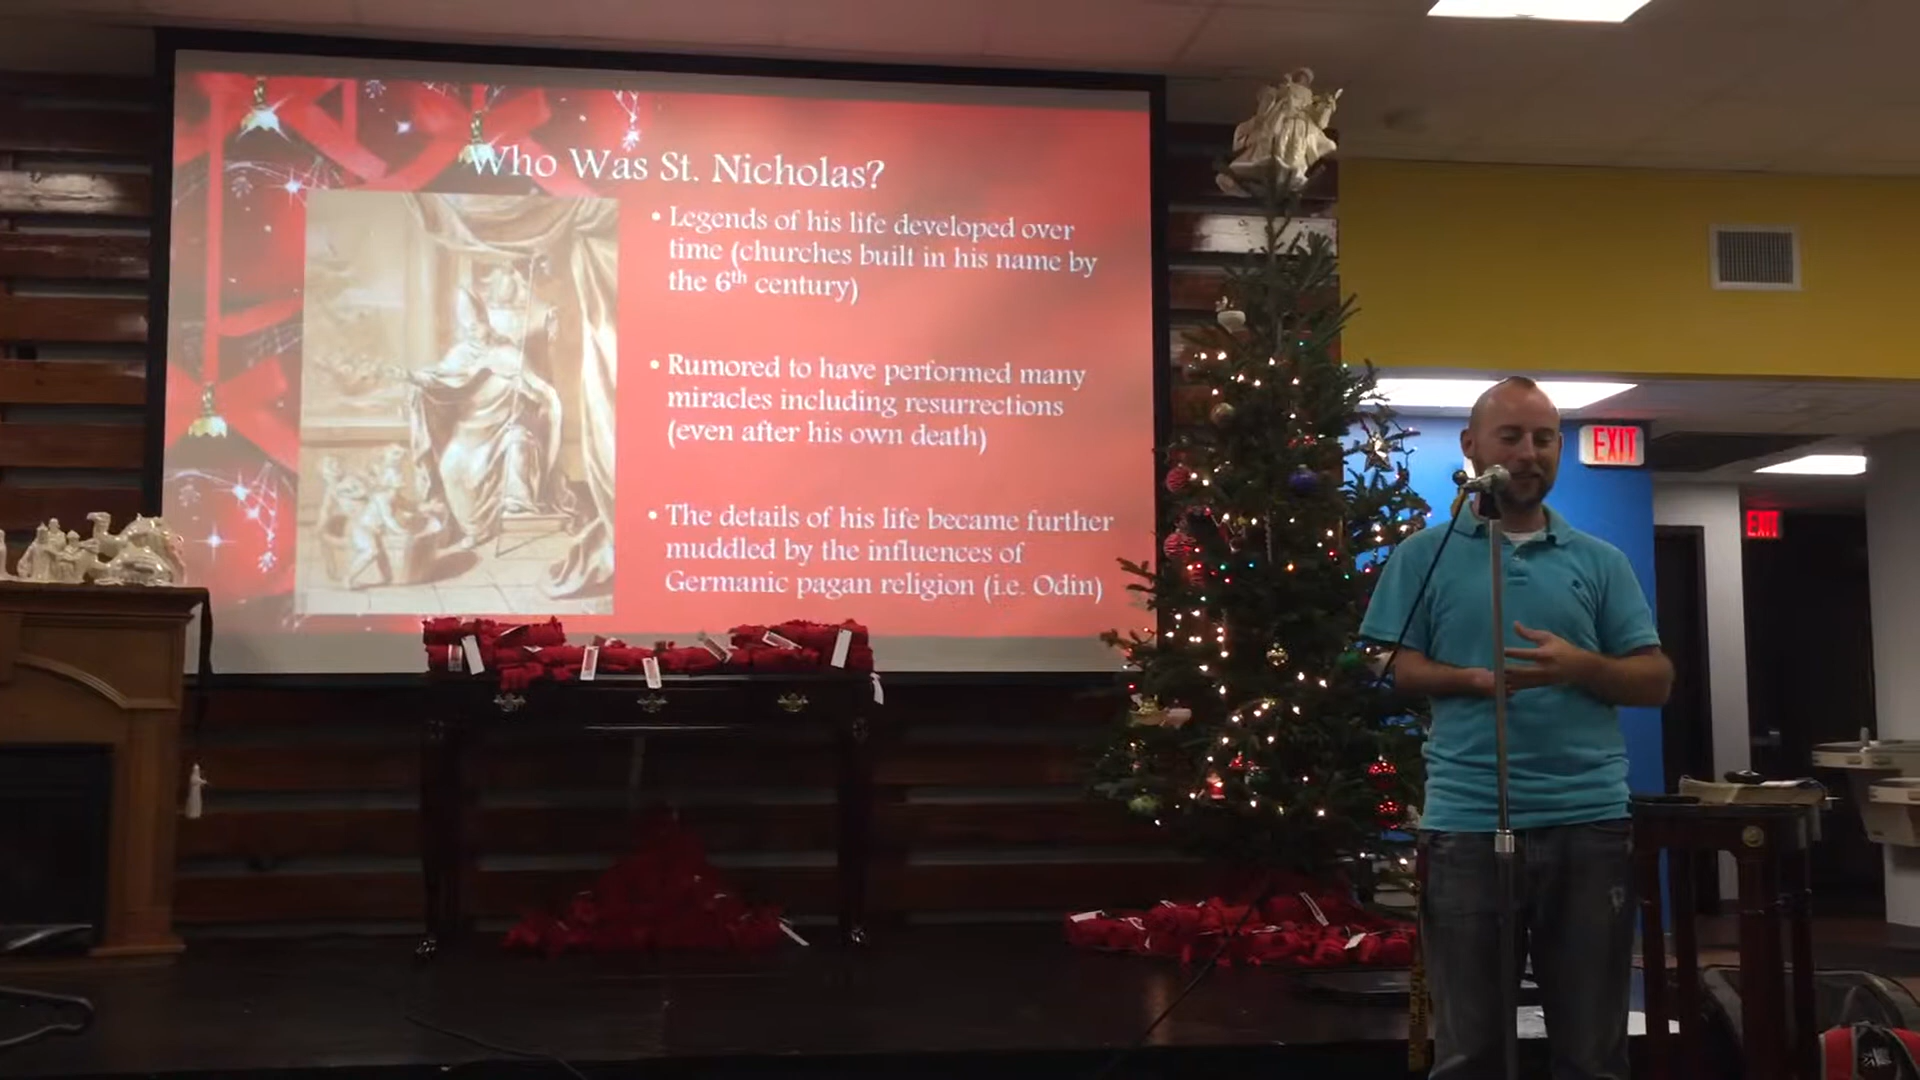 Who Was St. Nicholas?
• Legends of his life developed over
time (churches built in his name by
the 6th century)
• Rumored to have performed many
miracles including resurrections
(even after his own death)
• The details of his life became further
muddled by the influences of
Germanic pagan religion (i.e. Odin)
EXIT
EXIT